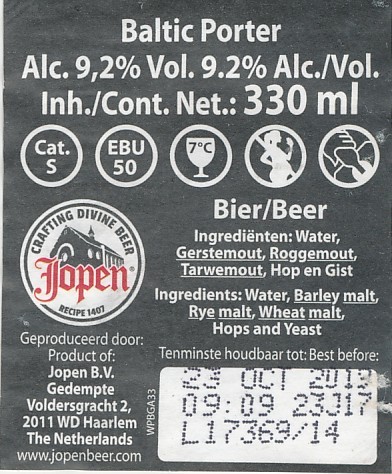 Baltic Porter
Alc. 9,2% Vol. 9.2% Alc./Vol.
Inh./Cont. Net.: 330 ml
Cat. S
EBU 50
7°C
CRAFTING DIVINE BEER
Jopen®
RECIPE 1407
Bier/Beer
Ingrediënten: Water,
Gerstemout, Roggemout,
Tarwemout, Hop en Gist
Ingredients: Water, Barley malt,
Rye malt, Wheat malt,
Hops and Yeast
Geproduceerd door:
Product of:
Jopen B.V.
Gedempte
Voldersgracht 2,
2011 WD Haarlem
The Netherlands
www.jopenbeer.com
WPBGA33
Tenminste houdbaar tot: Best before:
23 OCT 2019
09:09 23J17
L17369/14